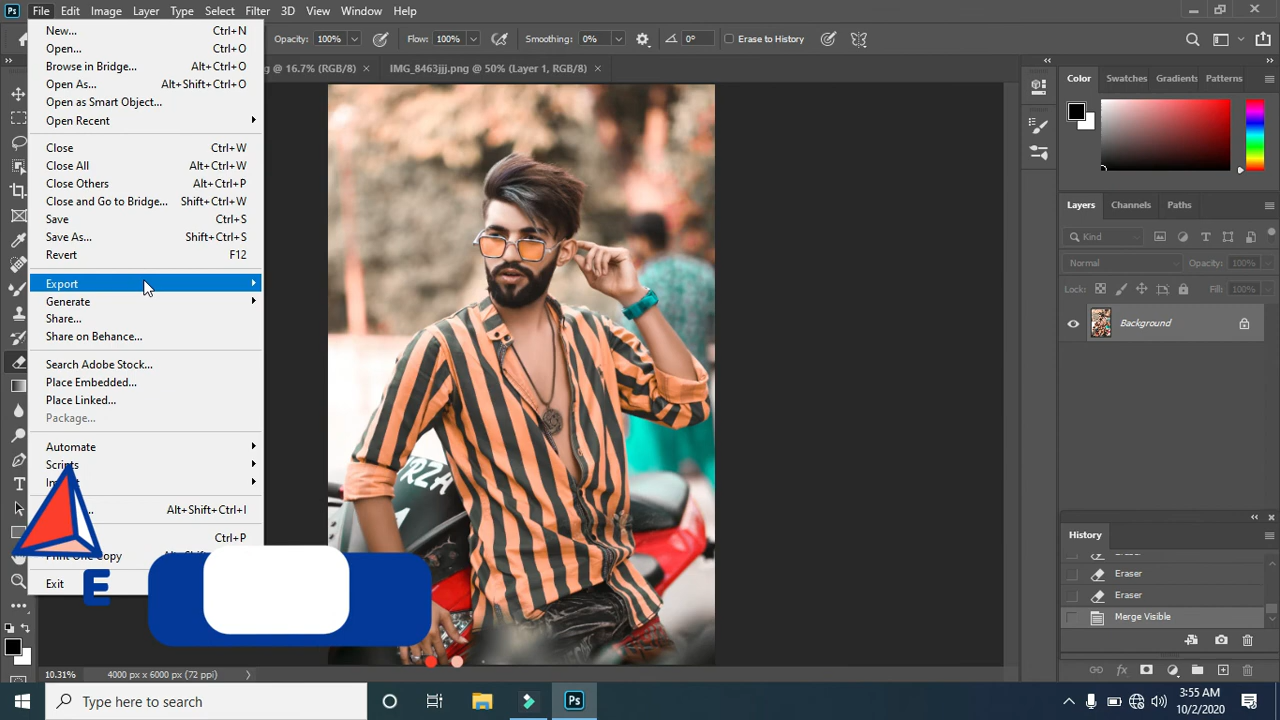 Ps File Edit Image Layer Type Select Filter 3D View Window Help
Opacity: 100% Flow: 100% Smoothing: 0% 0° Erase to History
g @ 16.7% (RGB/8) × IMG_8463jjj.png @ 50% (Layer 1, RGB/8) ×
New... Ctrl+N
Open... Ctrl+O
Browse in Bridge... Alt+Ctrl+O
Open As... Alt+Shift+Ctrl+O
Open as Smart Object...
Open Recent
Close Ctrl+W
Close All Alt+Ctrl+W
Close Others Alt+Ctrl+P
Close and Go to Bridge... Shift+Ctrl+W
Save Ctrl+S
Save As... Shift+Ctrl+S
Revert F12
Export
Generate
Share...
Share on Behance...
Search Adobe Stock...
Place Embedded...
Place Linked...
Package...
Automate
Scripts
Alt+Shift+Ctrl+I
Ctrl+P
Print One Copy
Exit
E
Color Swatches Gradients Patterns
Layers Channels Paths
Kind
Normal Opacity: 100%
Lock: Fill: 100%
Background
History
Eraser
Eraser
Merge Visible
10.31% 4000 px x 6000 px (72 ppi)
Type here to search
Ps
3:55 AM
10/2/2020